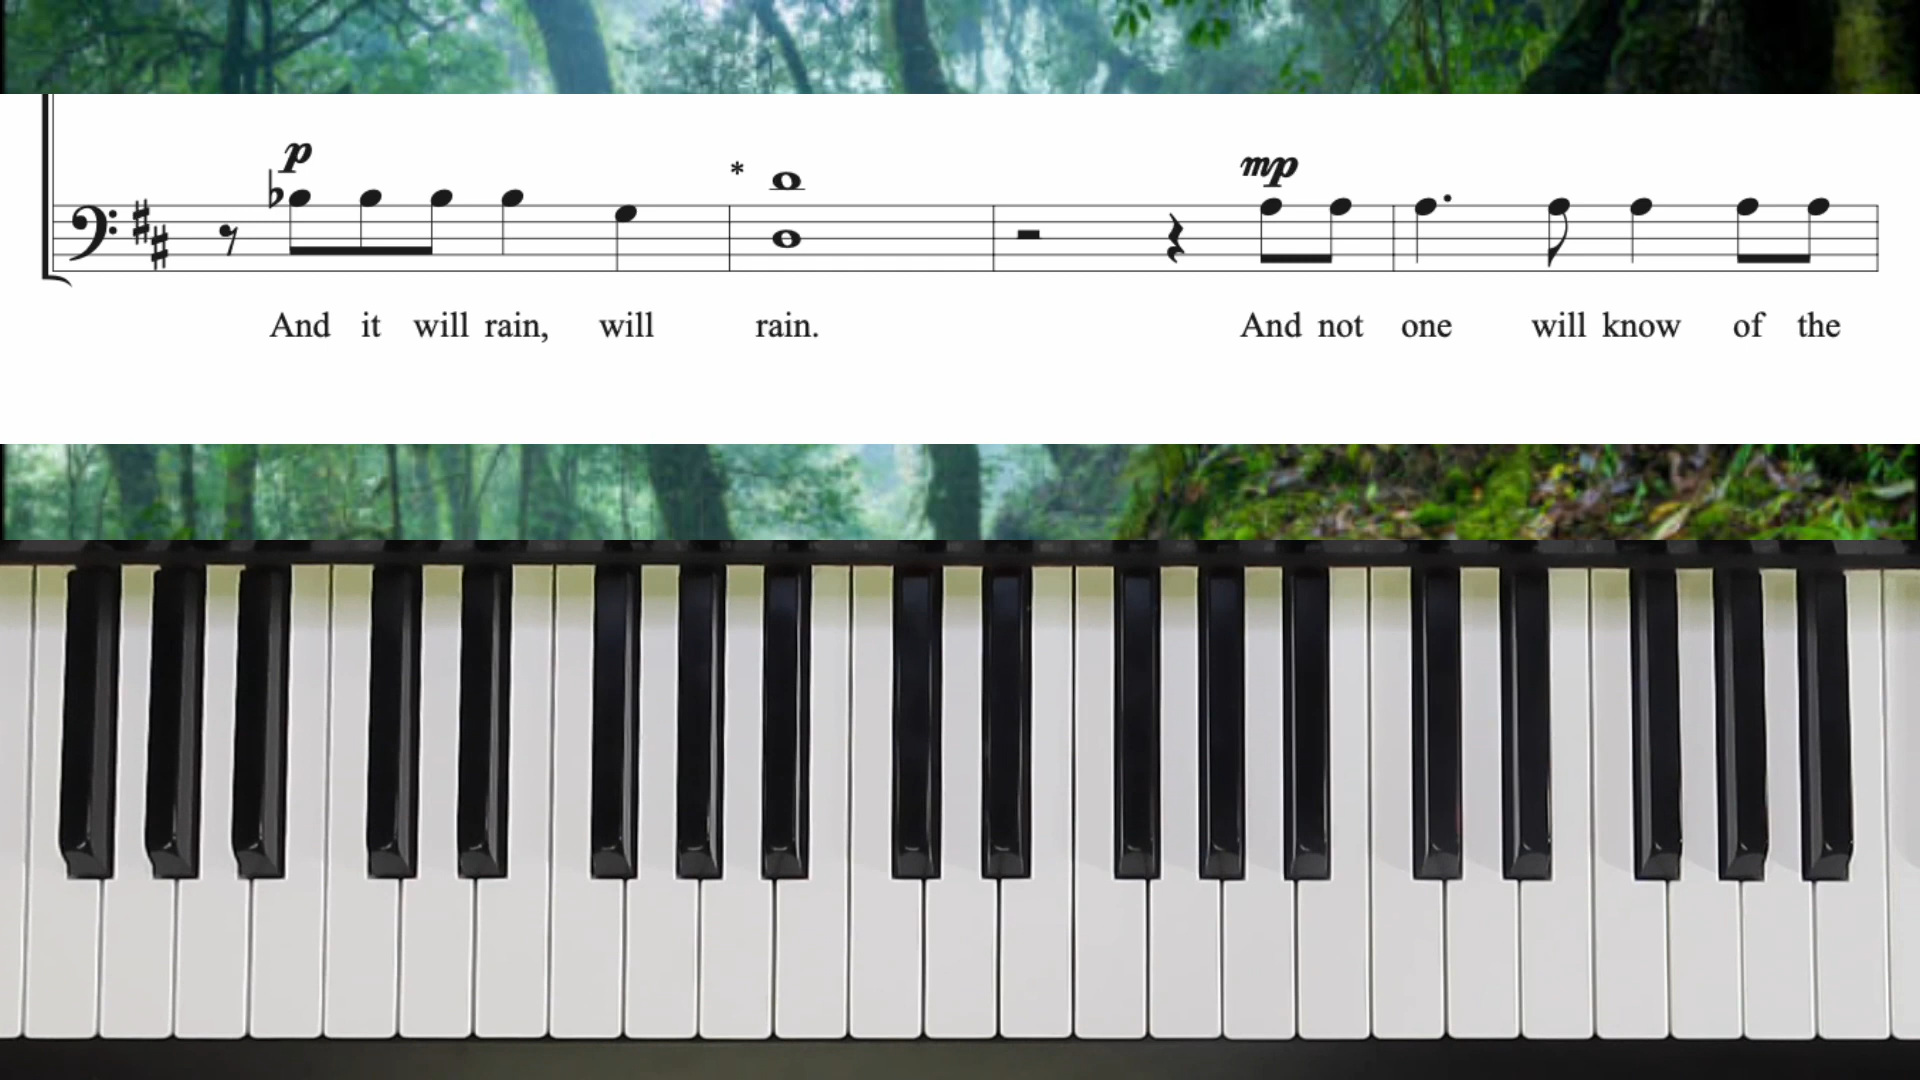 p
*
mp
And it will rain, will rain. And not one will know of the